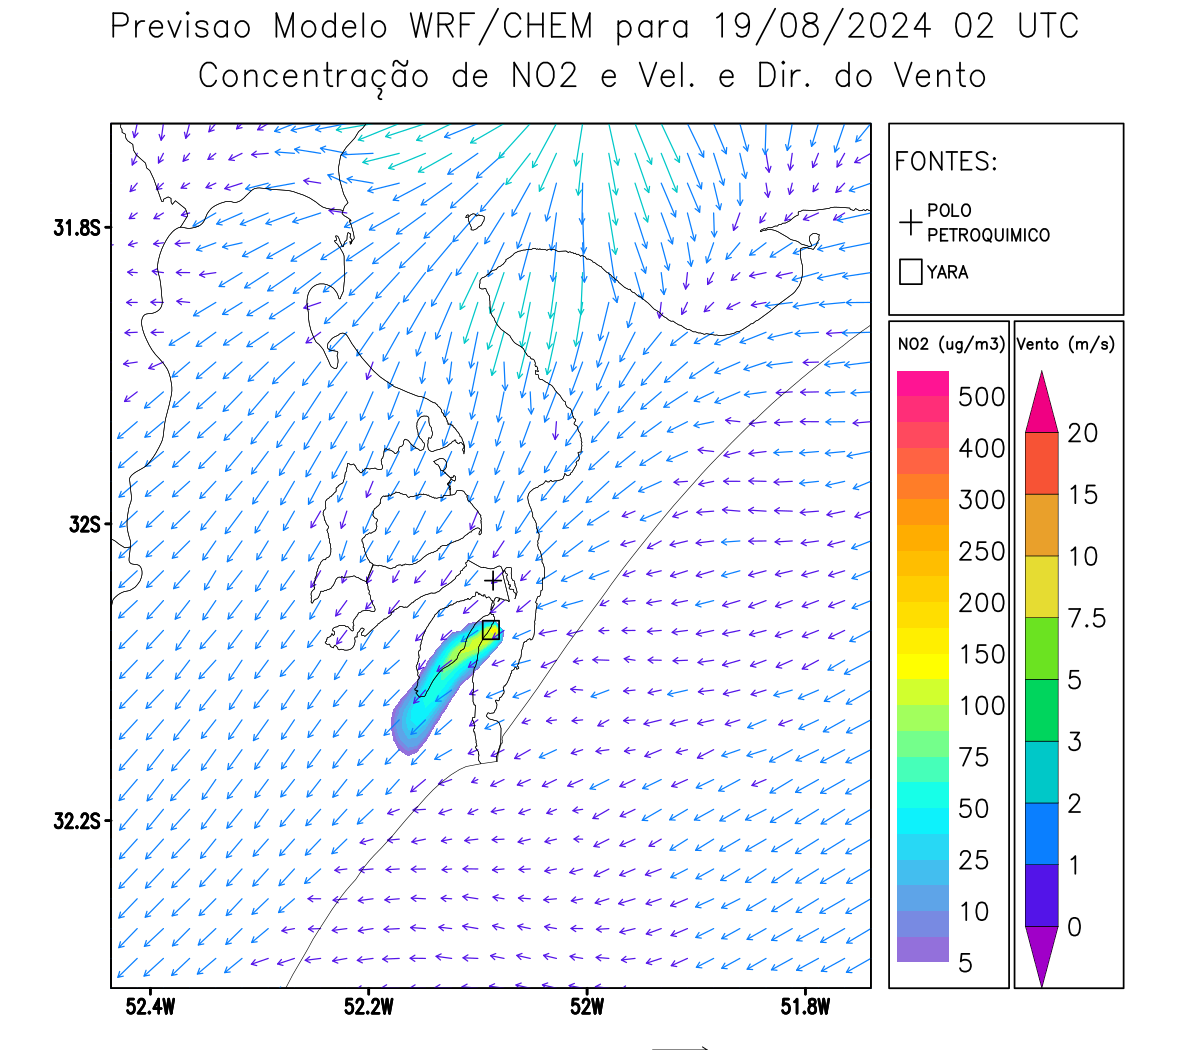 Previsao Modelo WRF/CHEM para 19/08/2024 02 UTC
Concentração de NO2 e Vel. e Dir. do Vento
FONTES:
POLO
PETROQUIMICO
YARA
NO2 (ug/m3)
500
400
300
250
200
150
100
75
50
25
10
5
Vento (m/s)
20
15
10
7.5
5
3
2
1
0
31.8S
32S
32.2S
52.4W
52.2W
52W
51.8W